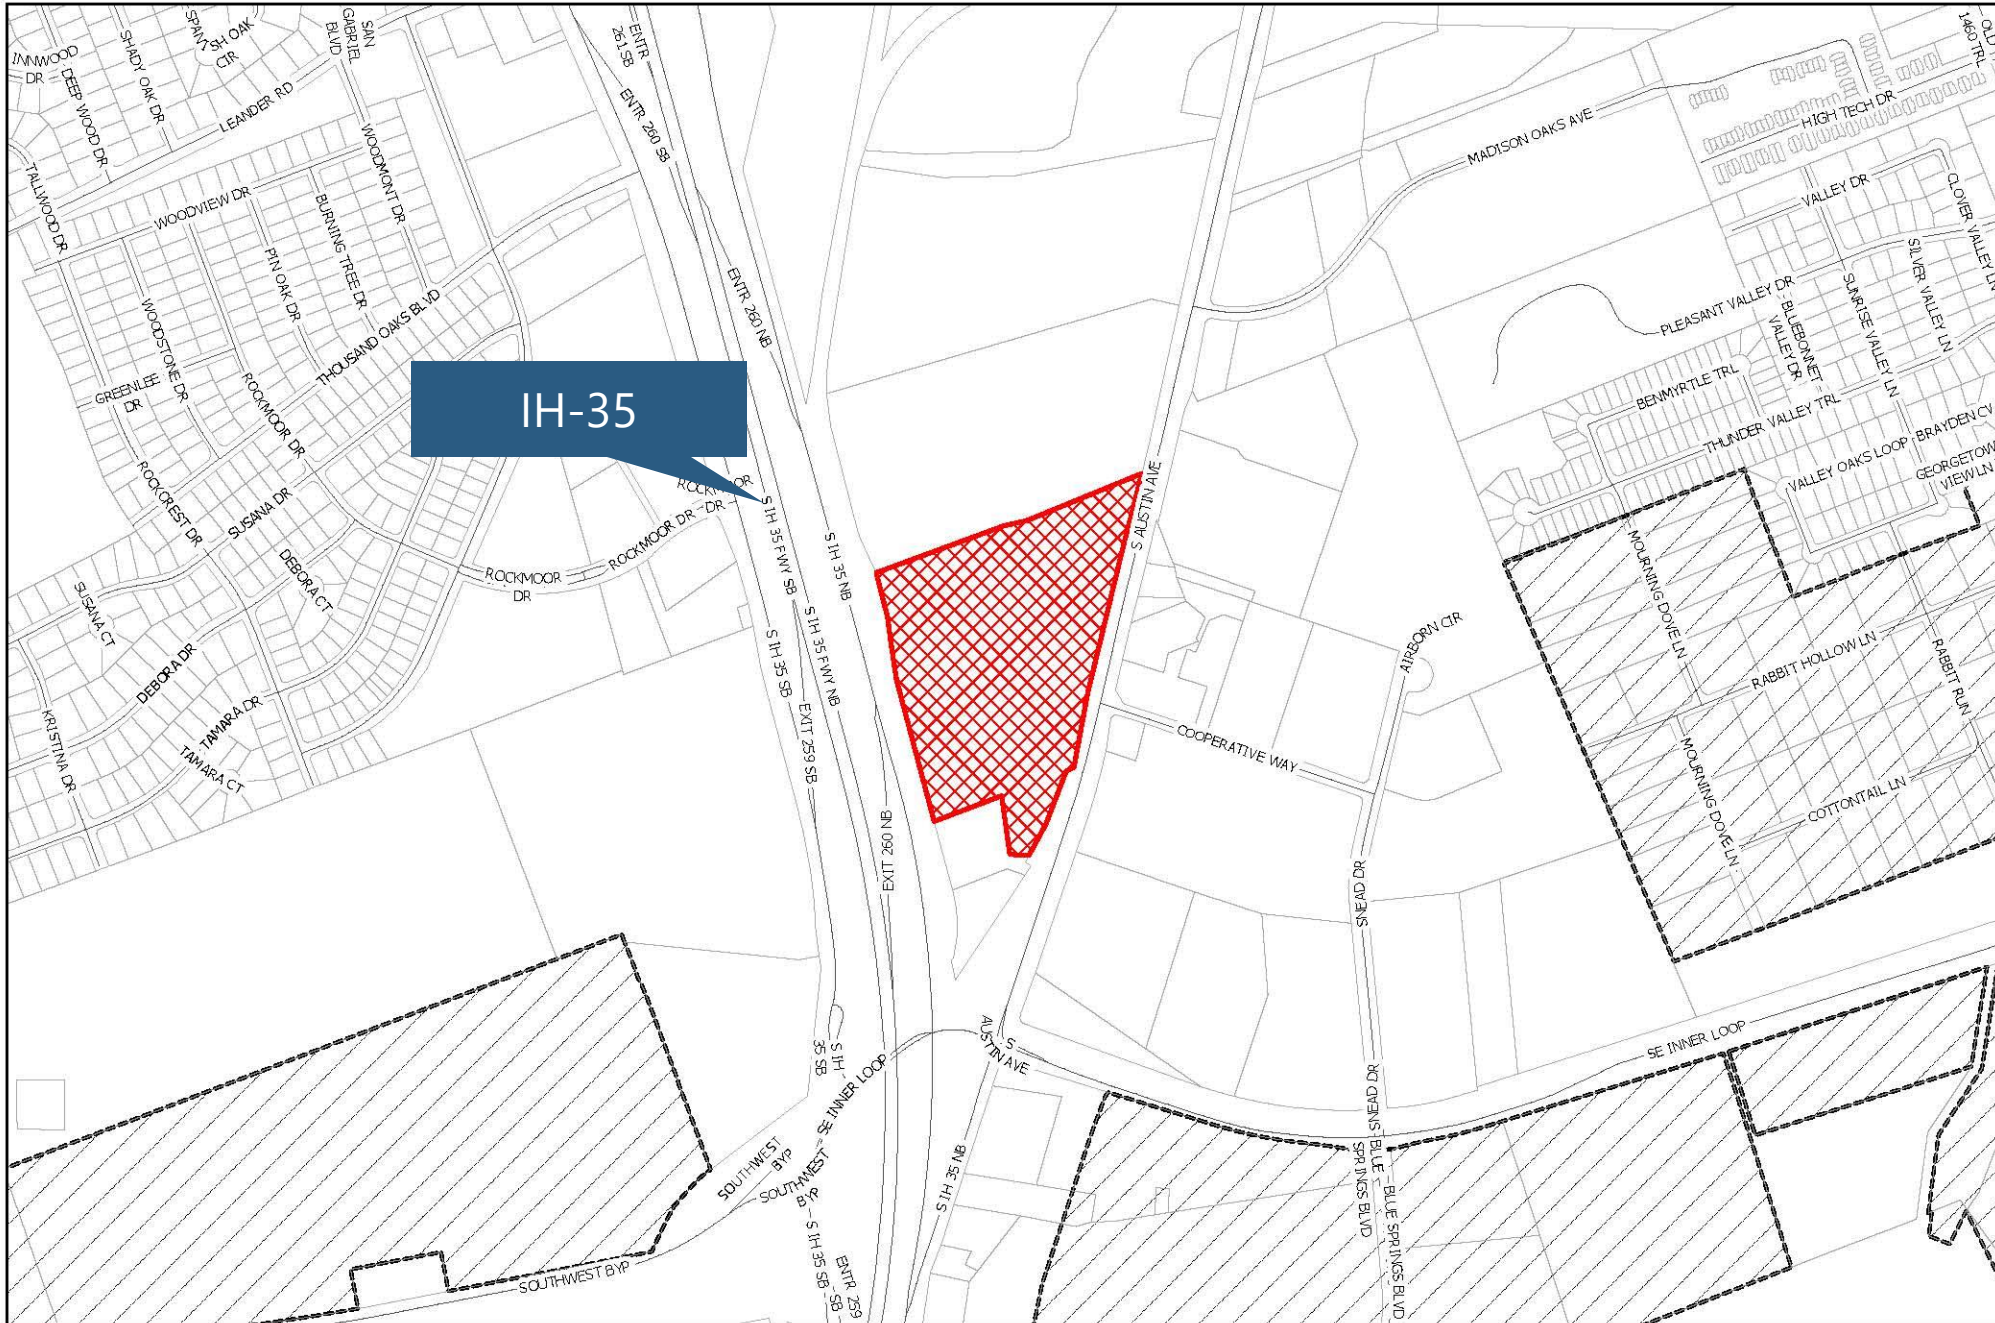 INNWOOD
DR
DEEP WOOD DR
SHADY OAK DR
SPANISH OAK
CIR
SAN
GABRIEL
BLVD
LEANDER RD
ENTR
261 SB
ENTR 260 SB
OLD
1460 TRL
HIGH TECH DR
MADISON OAKS AVE
TALLWOOD DR
WOODVIEW DR
WOODMONT DR
BURNING TREE DR
PIN OAK DR
WOODSTONE DR
VALLEY DR
CLOVER VALLEY LN
SILVER VALLEY LN
SUNRISE VALLEY LN
PLEASANT VALLEY DR
BLUEBONNET
VALLEY DR
ENTR 260 NB
THOUSAND OAKS BLVD
GREENLEE
DR
ROCKMOOR DR
IH-35
BENMYRTLE TRL
THUNDER VALLEY TRL
BRAYDEN CV
VALLEY OAKS LOOP
GEORGETOWN
VIEW LN
ROCKCREST DR
SUSANA DR
ROCKMOOR
DR
ROCKMOOR DR
S IH 35 FWY SB
S IH 35 NB
S AUSTIN AVE
DEBORA CT
ROCKMOOR
DR
SUSANA CT
DEBORA DR
S IH 35 SB
S IH 35 FWY NB
AIRBORN CIR
MOURNING DOVE LN
RABBIT HOLLOW LN
RABBIT RUN
KRISTINA DR
TAMARA DR
TAMARA CT
EXIT 259 SB
EXIT 260 NB
COOPERATIVE WAY
MOURNING DOVE LN
COTTONTAIL LN
SNEAD DR
S IH
35 SB
SE INNER LOOP
S
AUSTIN AVE
SE INNER LOOP
SNEAD DR
SOUTHWEST
BYP
SOUTHWEST
BYP
S IH 35 NB
S BLUE
SPRINGS BLVD
BLUE SPRINGS BLVD
SOUTHWEST BYP
S IH 35 SB
SB
ENTR 259